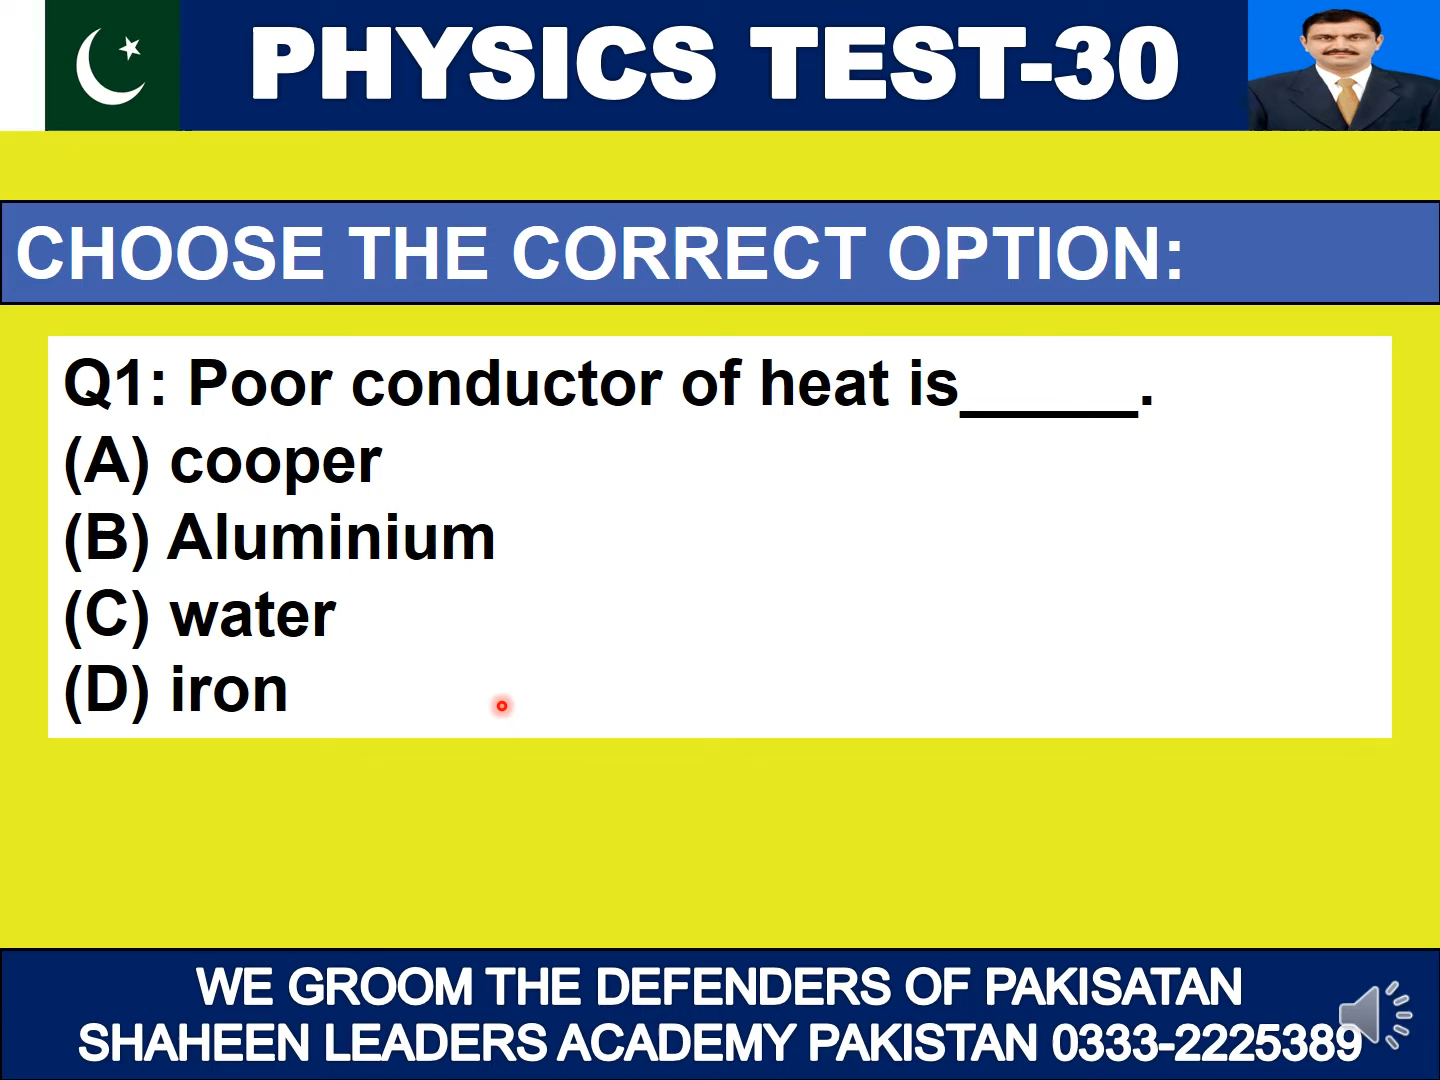 PHYSICS TEST-30
CHOOSE THE CORRECT OPTION:
Q1: Poor conductor of heat is_____.
(A) cooper
(B) Aluminium
(C) water
(D) iron
WE GROOM THE DEFENDERS OF PAKISATAN
SHAHEEN LEADERS ACADEMY PAKISTAN 0333-2225389